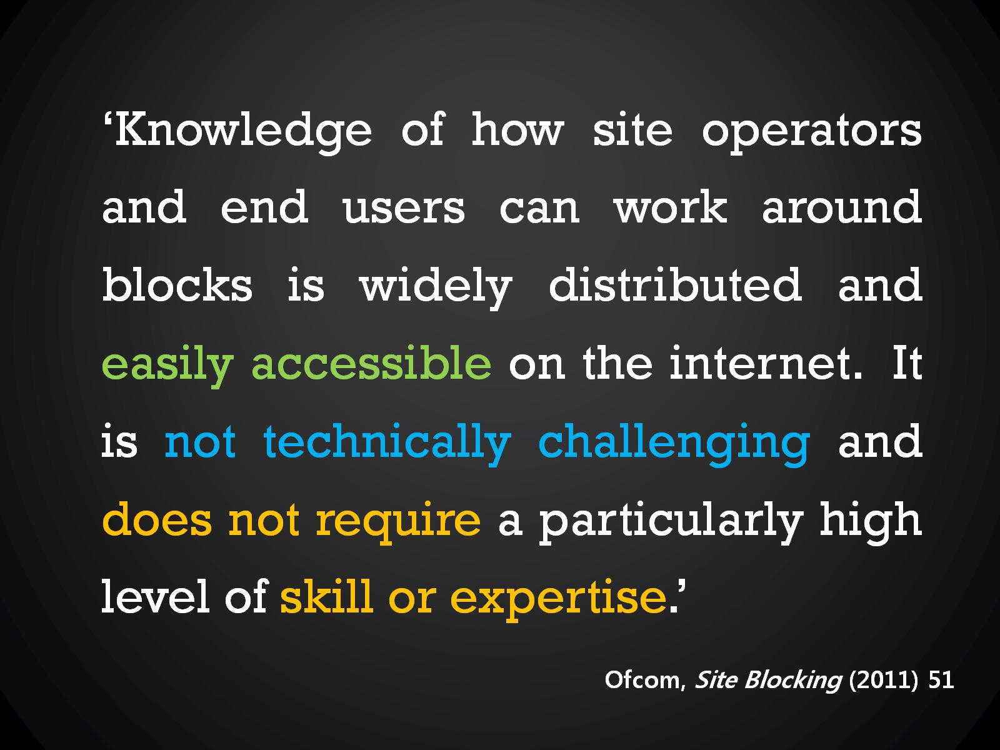 ‘Knowledge of how site operators
and end users can work around
blocks is widely distributed and
easily accessible on the internet.  It
is not technically challenging and
does not require a particularly high
level of skill or expertise.’
Ofcom, Site Blocking (2011) 51